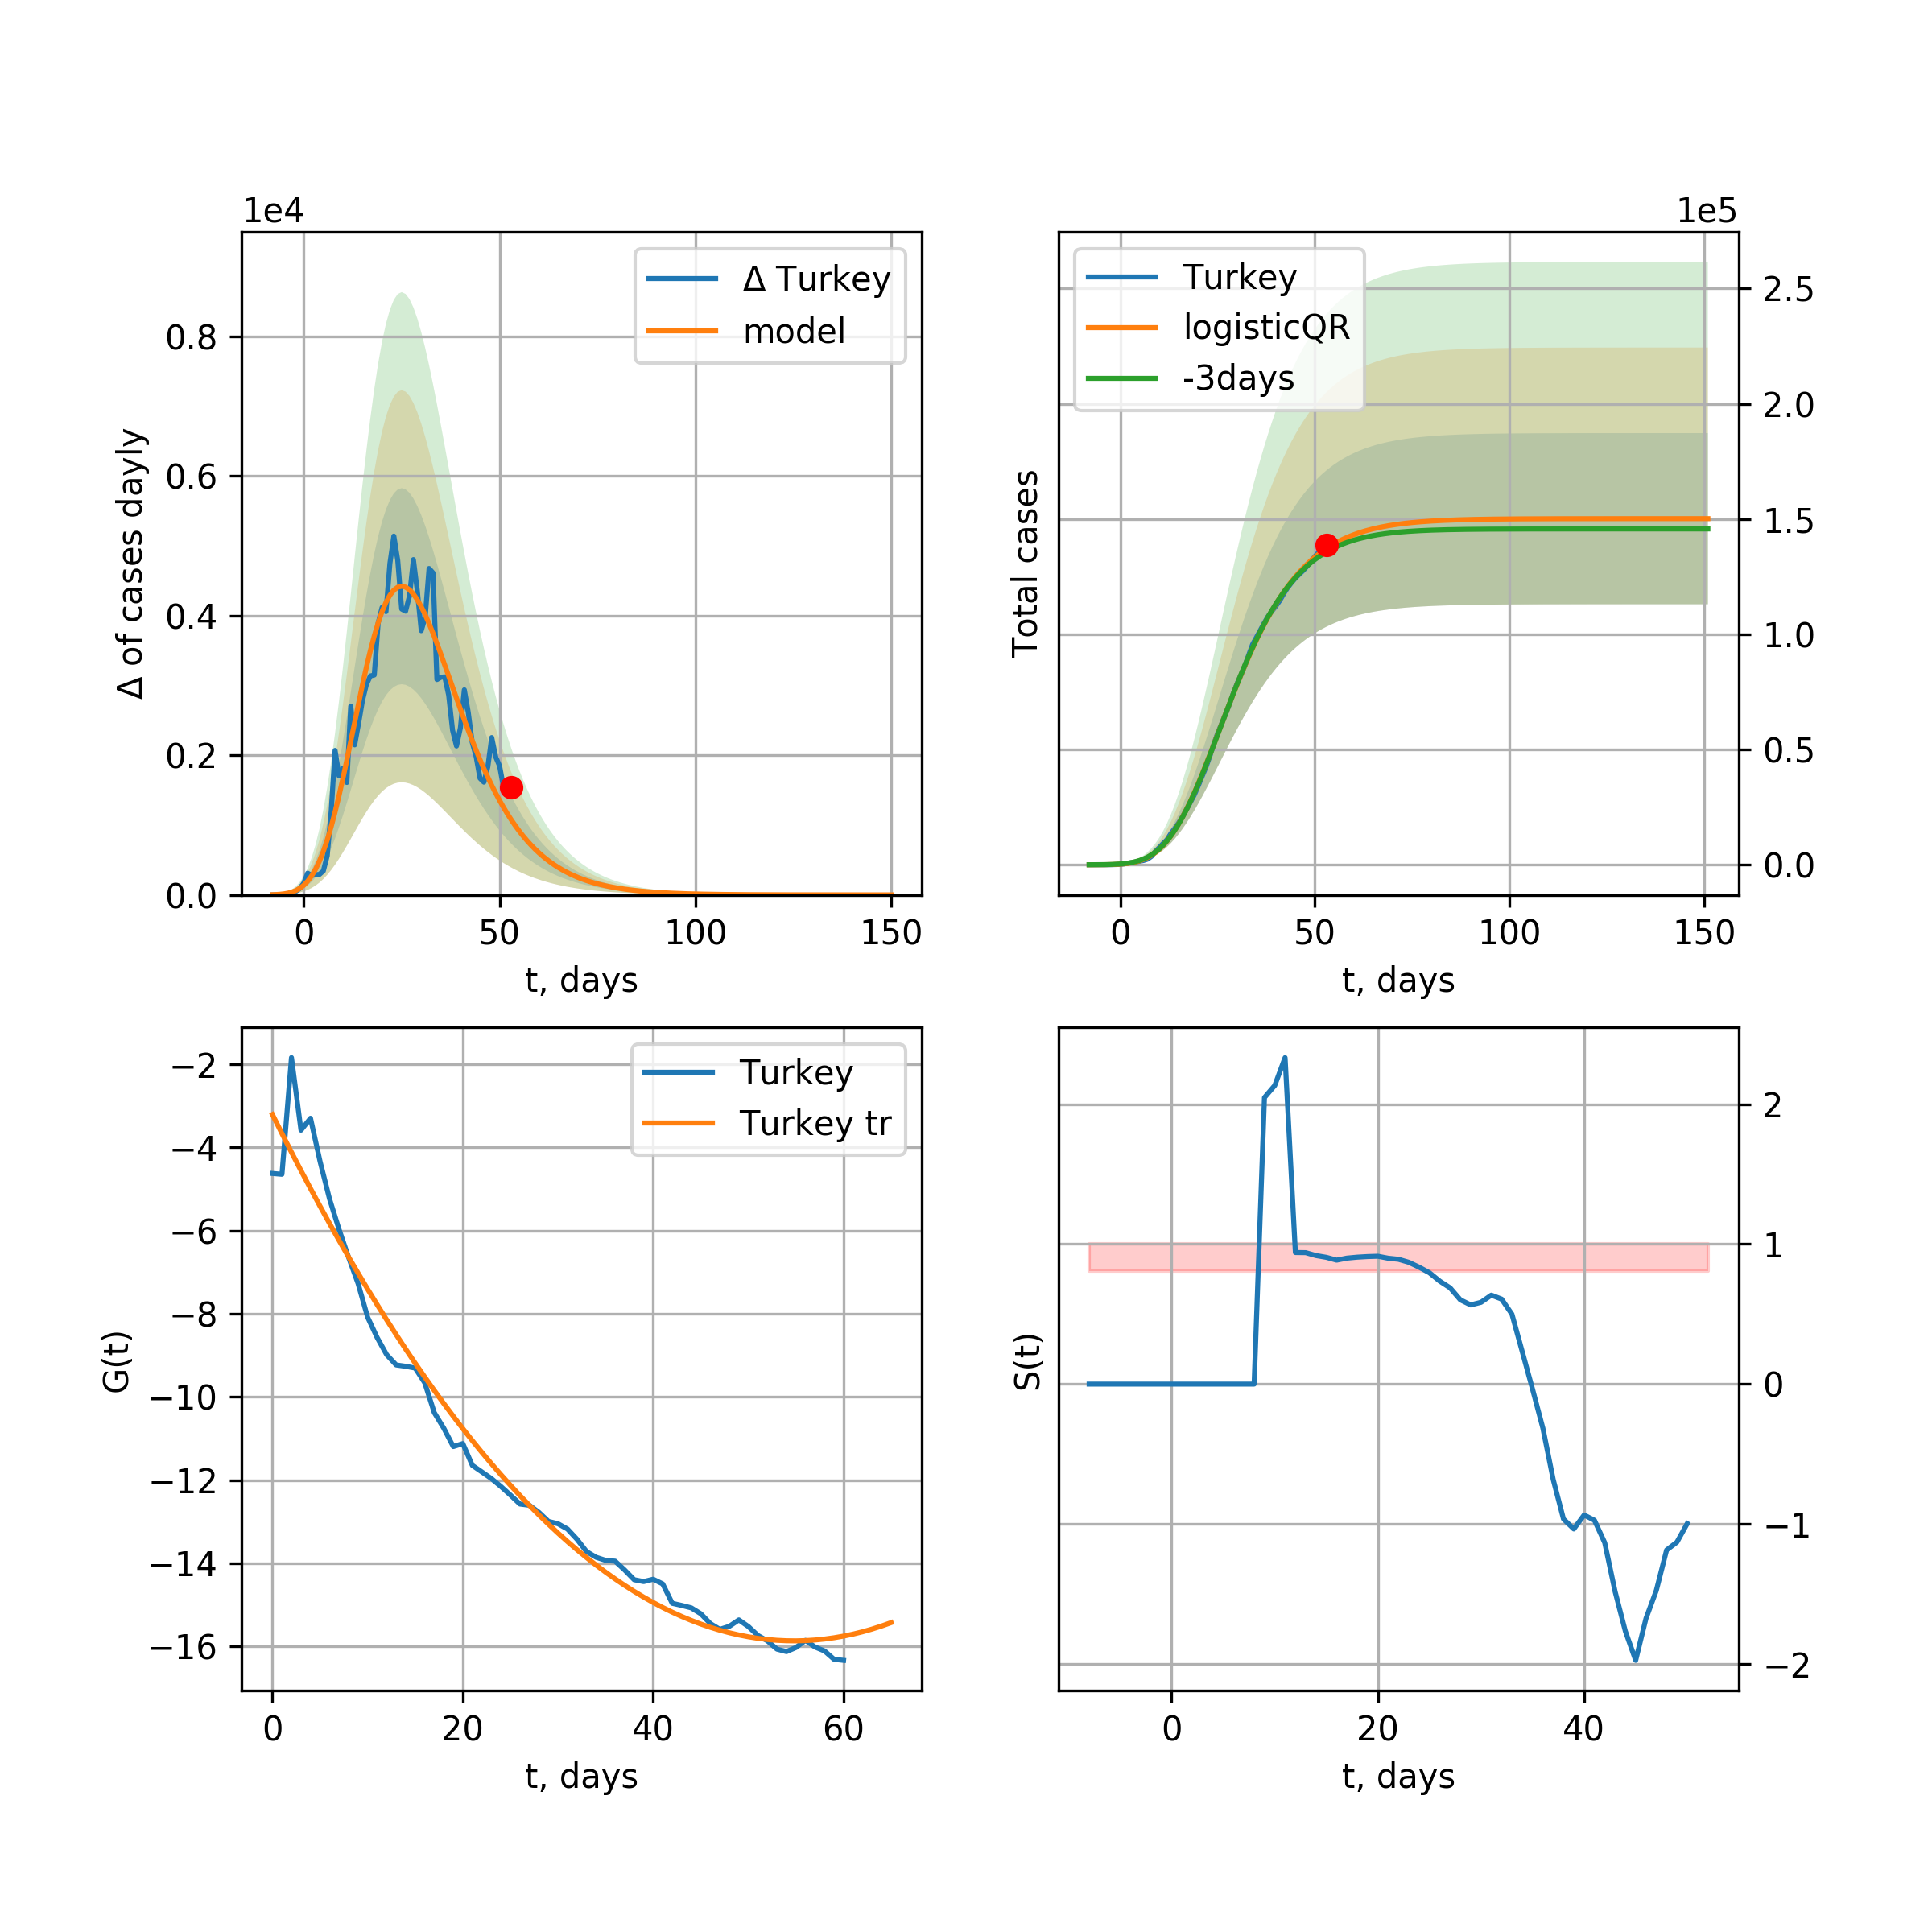 1e4
Δ of cases dayly
0.8
0.6
0.4
0.2
0.0
Δ Turkey
model
0 50 100 150
t, days
1e5
Total cases
Turkey
logisticQR
-3days
2.5
2.0
1.5
1.0
0.5
0.0
0 50 100 150
t, days
G(t)
−2
−4
−6
−8
−10
−12
−14
−16
Turkey
Turkey tr
0 20 40 60
t, days
S(t)
2
1
0
−1
−2
0 20 40
t, days